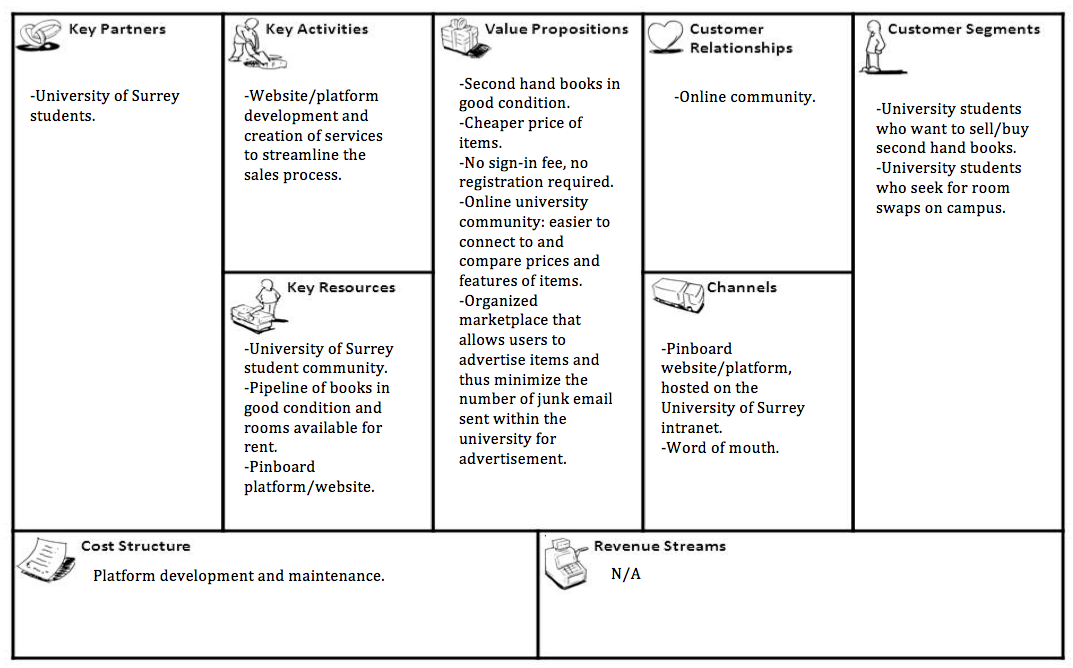 Key Partners
-University of Surrey
students.
Key Activities
-Website/platform
development and
creation of services
to streamline the
sales process.
Key Resources
-University of Surrey
student community.
-Pipeline of books in
good condition and
rooms available for
rent.
-Pinboard
platform/website.
Value Propositions
-Second hand books in
good condition.
-Cheaper price of
items.
-No sign-in fee, no
registration required.
-Online university
community: easier to
connect to and
compare prices and
features of items.
-Organized
marketplace that
allows users to
advertise items and
thus minimize the
number of junk email
sent within the
university for
advertisement.
Customer
Relationships
-Online community.
Channels
-Pinboard
website/platform,
hosted on the
University of Surrey
intranet.
-Word of mouth.
Customer Segments
-University students
who want to sell/buy
second hand books.
-University students
who seek for room
swaps on campus.
Cost Structure
Platform development and maintenance.
Revenue Streams
N/A